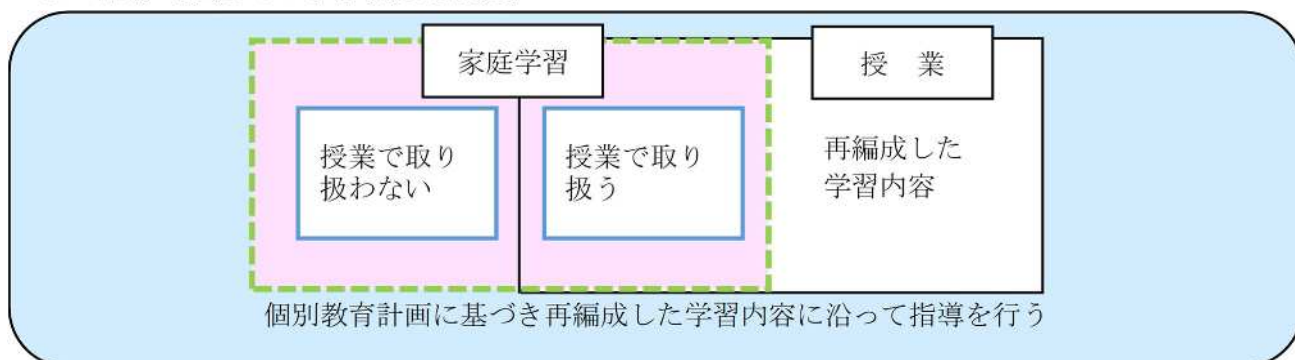 家庭学習
授　業
授業で取り
扱わない
授業で取り
扱う
再編成した
学習内容
個別教育計画に基づき再編成した学習内容に沿って指導を行う